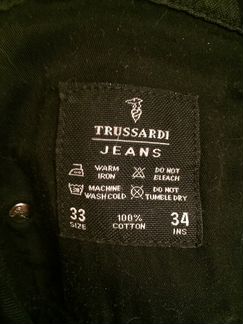 TRUSSARDI
JEANS
WARM DO NOT
IRON BLEACH
MACHINE DO NOT
WASH COLD TUMBLE DRY
33 100% 34
SIZE COTTON INS